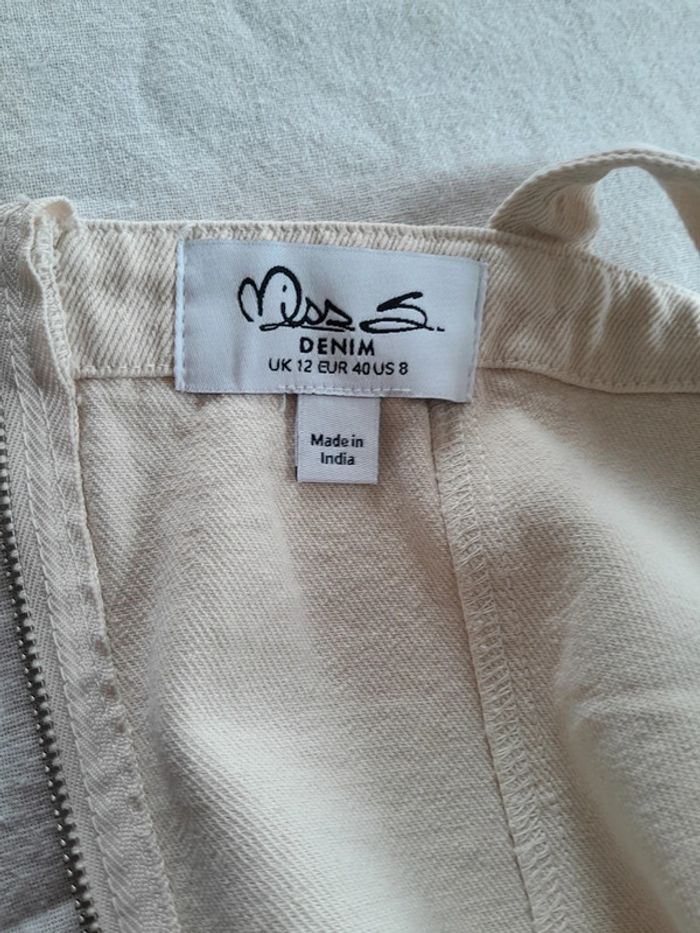 Miss S..
DENIM
UK 12 EUR 40 US 8
Made in
India